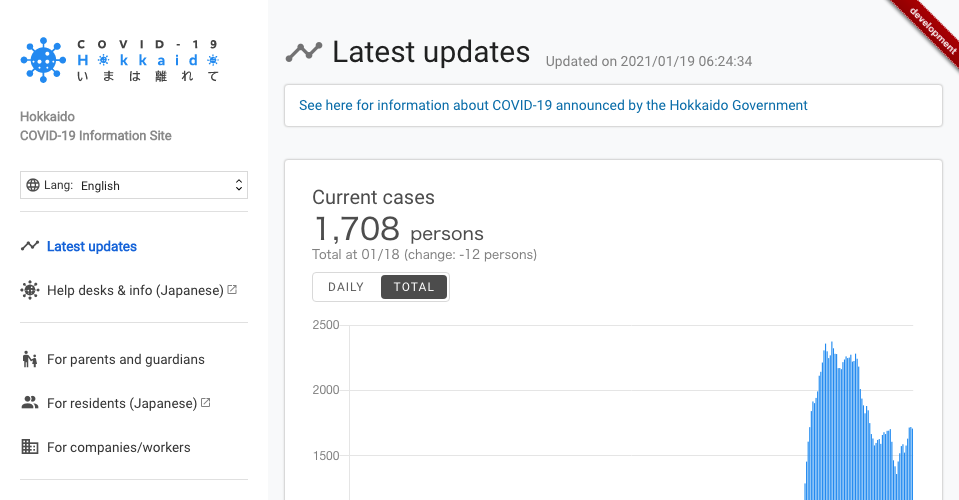 COVID-19
Hokkaido
いまは離れて
Hokkaido
COVID-19 Information Site
Lang: English
Latest updates
Help desks & info (Japanese)
For parents and guardians
For residents (Japanese)
For companies/workers
development
Latest updates Updated on 2021/01/19 06:24:34
See here for information about COVID-19 announced by the Hokkaido Government
Current cases
1,708 persons
Total at 01/18 (change: -12 persons)
DAILY TOTAL
2500
2000
1500